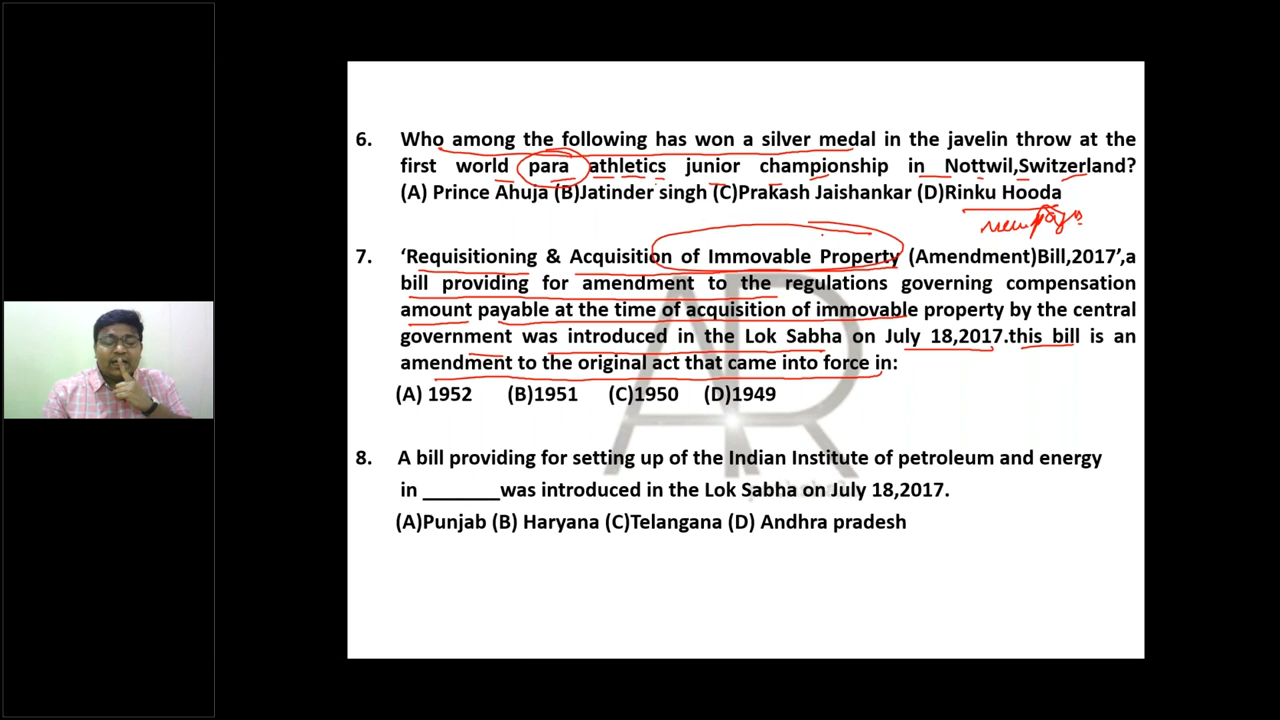 6. Who among the following has won a silver medal in the javelin throw at the
first world para athletics junior championship in Nottwil,Switzerland?
(A) Prince Ahuja (B)Jatinder singh (C)Prakash Jaishankar (D)Rinku Hooda
7. ‘Requisitioning & Acquisition of Immovable Property (Amendment)Bill,2017’,a
bill providing for amendment to the regulations governing compensation
amount payable at the time of acquisition of immovable property by the central
government was introduced in the Lok Sabha on July 18,2017.this bill is an
amendment to the original act that came into force in:
(A) 1952 (B)1951 (C)1950 (D)1949
AR
8. A bill providing for setting up of the Indian Institute of petroleum and energy
in _______was introduced in the Lok Sabha on July 18,2017.
(A)Punjab (B) Haryana (C)Telangana (D) Andhra pradesh